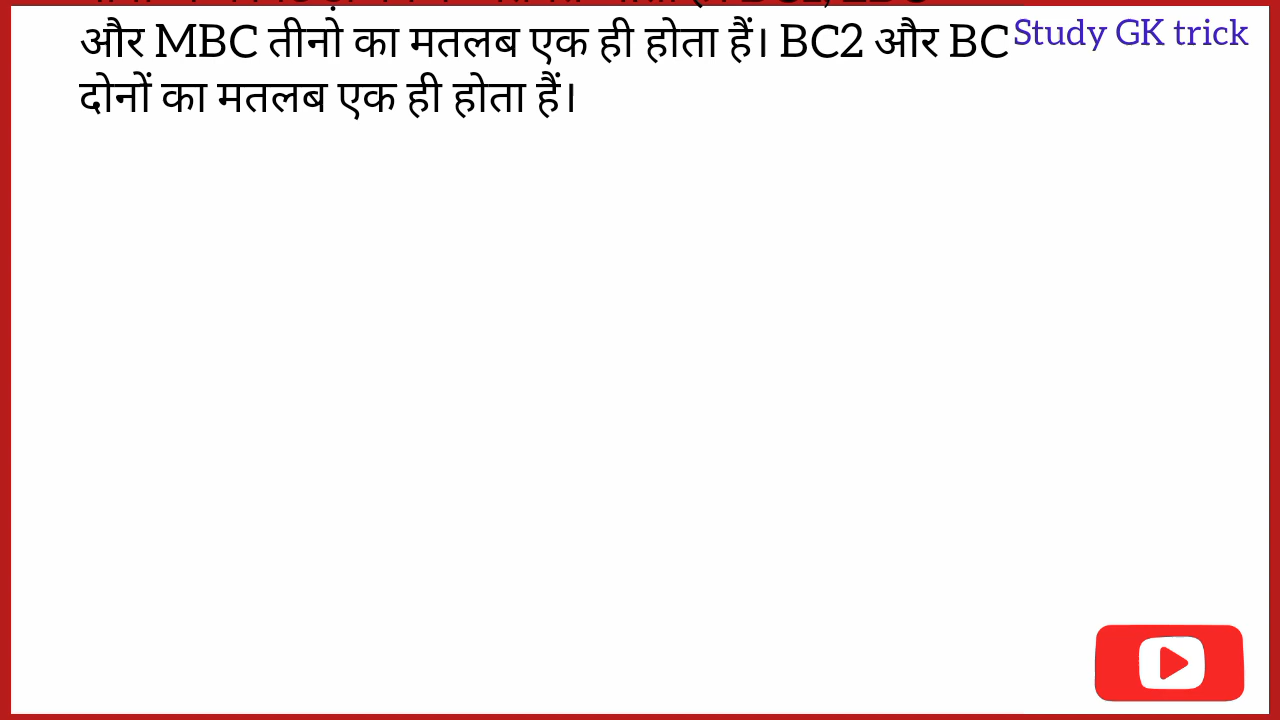 और MBC तीनो का मतलब एक ही होता हैं। BC2 और BC
Study GK trick
दोनों का मतलब एक ही होता हैं।